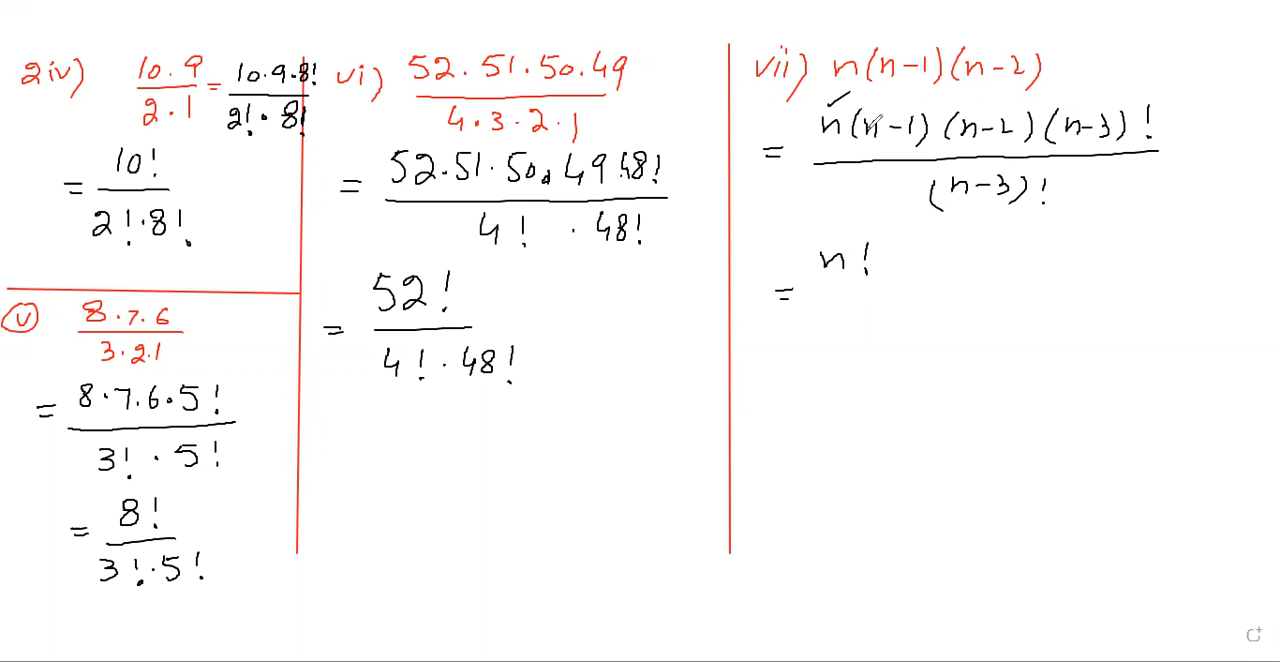 2iv) 10.9 / 2.1 = 10.9.8! / 2!.8!
= 10! / 2!.8!
v 8.7.6 / 3.2.1
= 8.7.6.5! / 3!.5!
= 8! / 3!.5!
vi) 52.51.50.49 / 4.3.2.1
= 52.51.50.49.48! / 4!.48!
= 52! / 4!.48!
vii) n(n-1)(n-2)
= n(n-1)(n-2)(n-3)! / (n-3)!
= n!